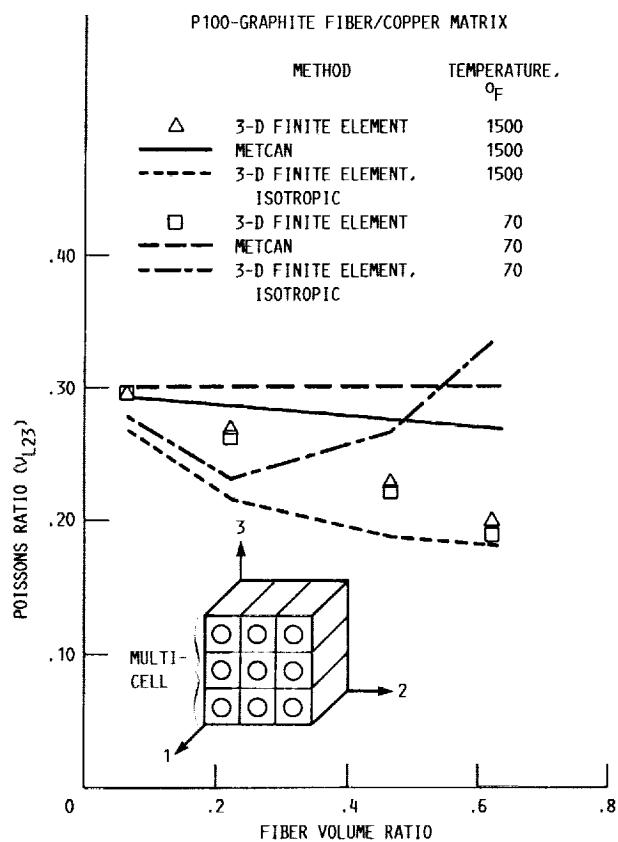 P100-GRAPHITE FIBER/COPPER MATRIX
METHOD TEMPERATURE,
°F
3-D FINITE ELEMENT 1500
METCAN 1500
3-D FINITE ELEMENT, 1500
ISOTROPIC
3-D FINITE ELEMENT 70
METCAN 70
3-D FINITE ELEMENT, 70
ISOTROPIC
.40
.30
.20
.10
POISSONS RATIO (νL23)
3
MULTI-
CELL
2
1
0 .2 .4 .6 .8
FIBER VOLUME RATIO